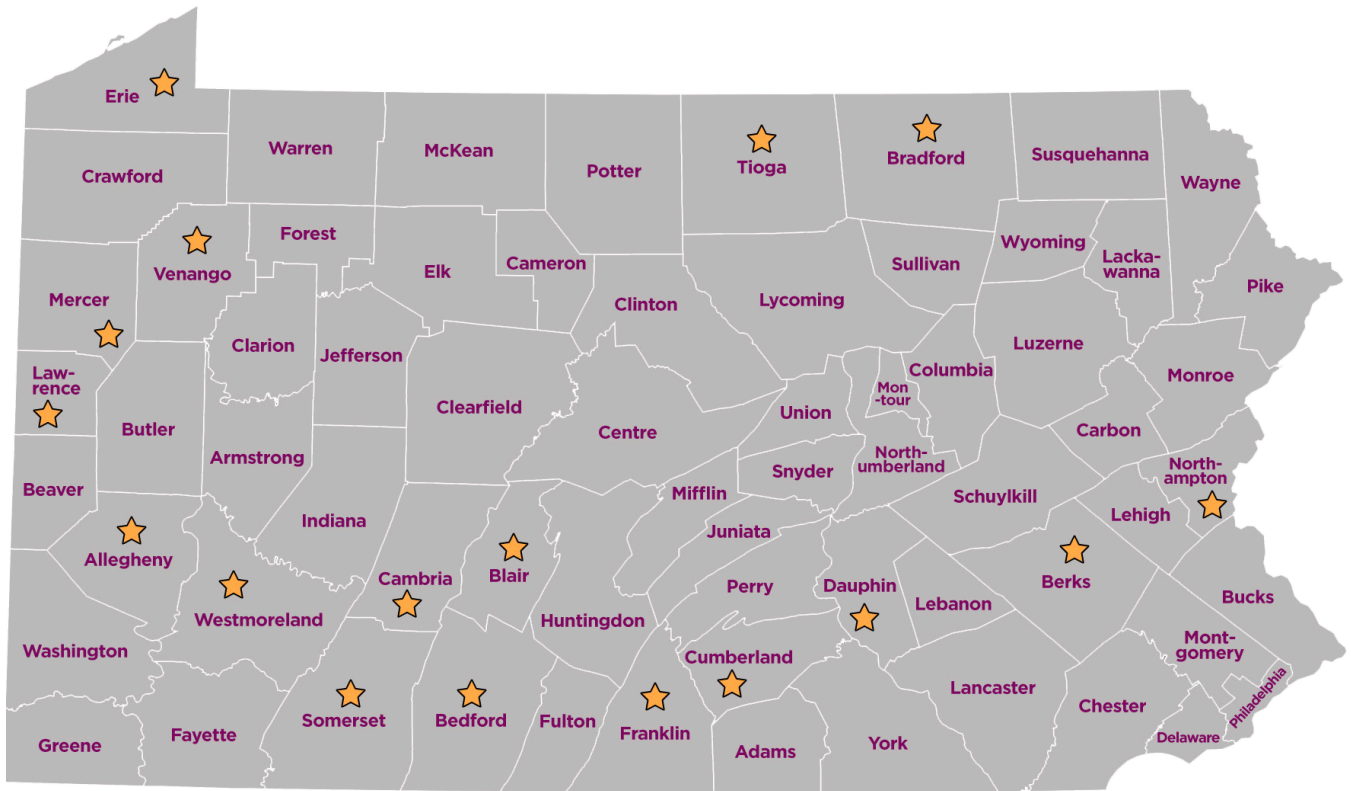 Erie
Warren
McKean
Potter
Tioga
Bradford
Susquehanna
Wayne
Crawford
Forest
Venango
Elk
Cameron
Clinton
Lycoming
Sullivan
Wyoming
Lacka-
wanna
Pike
Mercer
Clarion
Jefferson
Clearfield
Centre
Union
Mon
-tour
Columbia
Luzerne
Monroe
Law-
rence
Butler
Armstrong
Carbon
Beaver
Indiana
Mifflin
Snyder
North-
umberland
Schuylkill
Lehigh
North-
ampton
Allegheny
Westmoreland
Cambria
Blair
Huntingdon
Juniata
Perry
Dauphin
Lebanon
Berks
Bucks
Washington
Cumberland
Mont-
gomery
Greene
Fayette
Somerset
Bedford
Fulton
Franklin
Adams
York
Lancaster
Chester
Delaware
Philadelphia